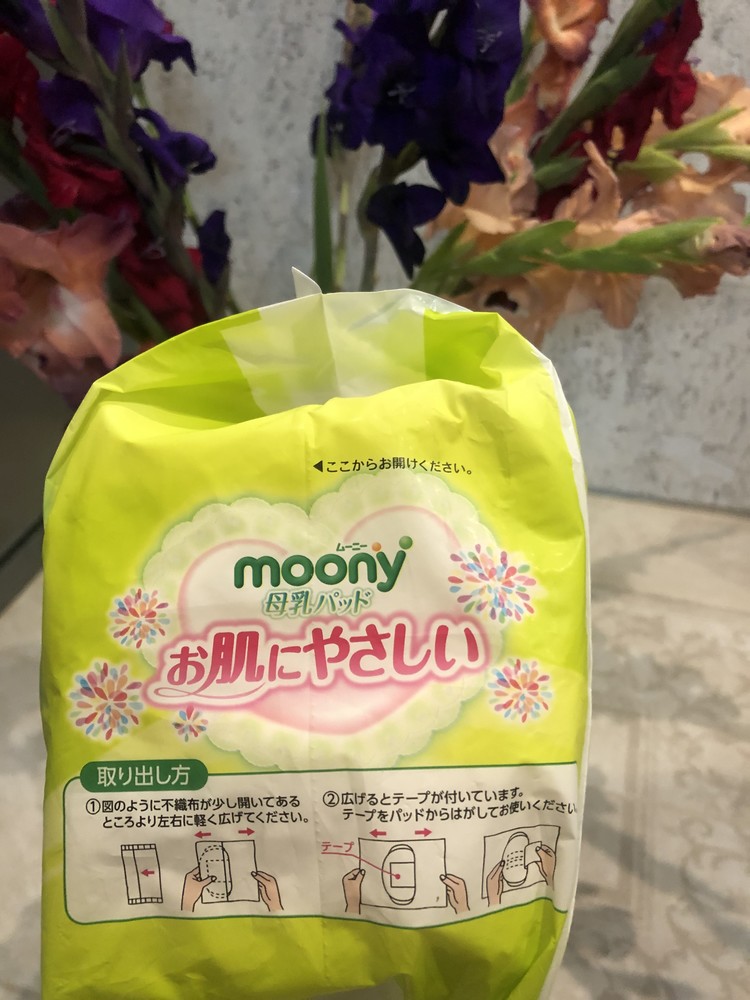 ◀ここからお開けください。
ムーニー
moony
母乳パッド
お肌にやさしい
取り出し方
①図のように不織布が少し開いてある
ところより左右に軽く広げてください。
②広げるとテープが付いています。
テープをパッドからはがしてお使いください
テープ